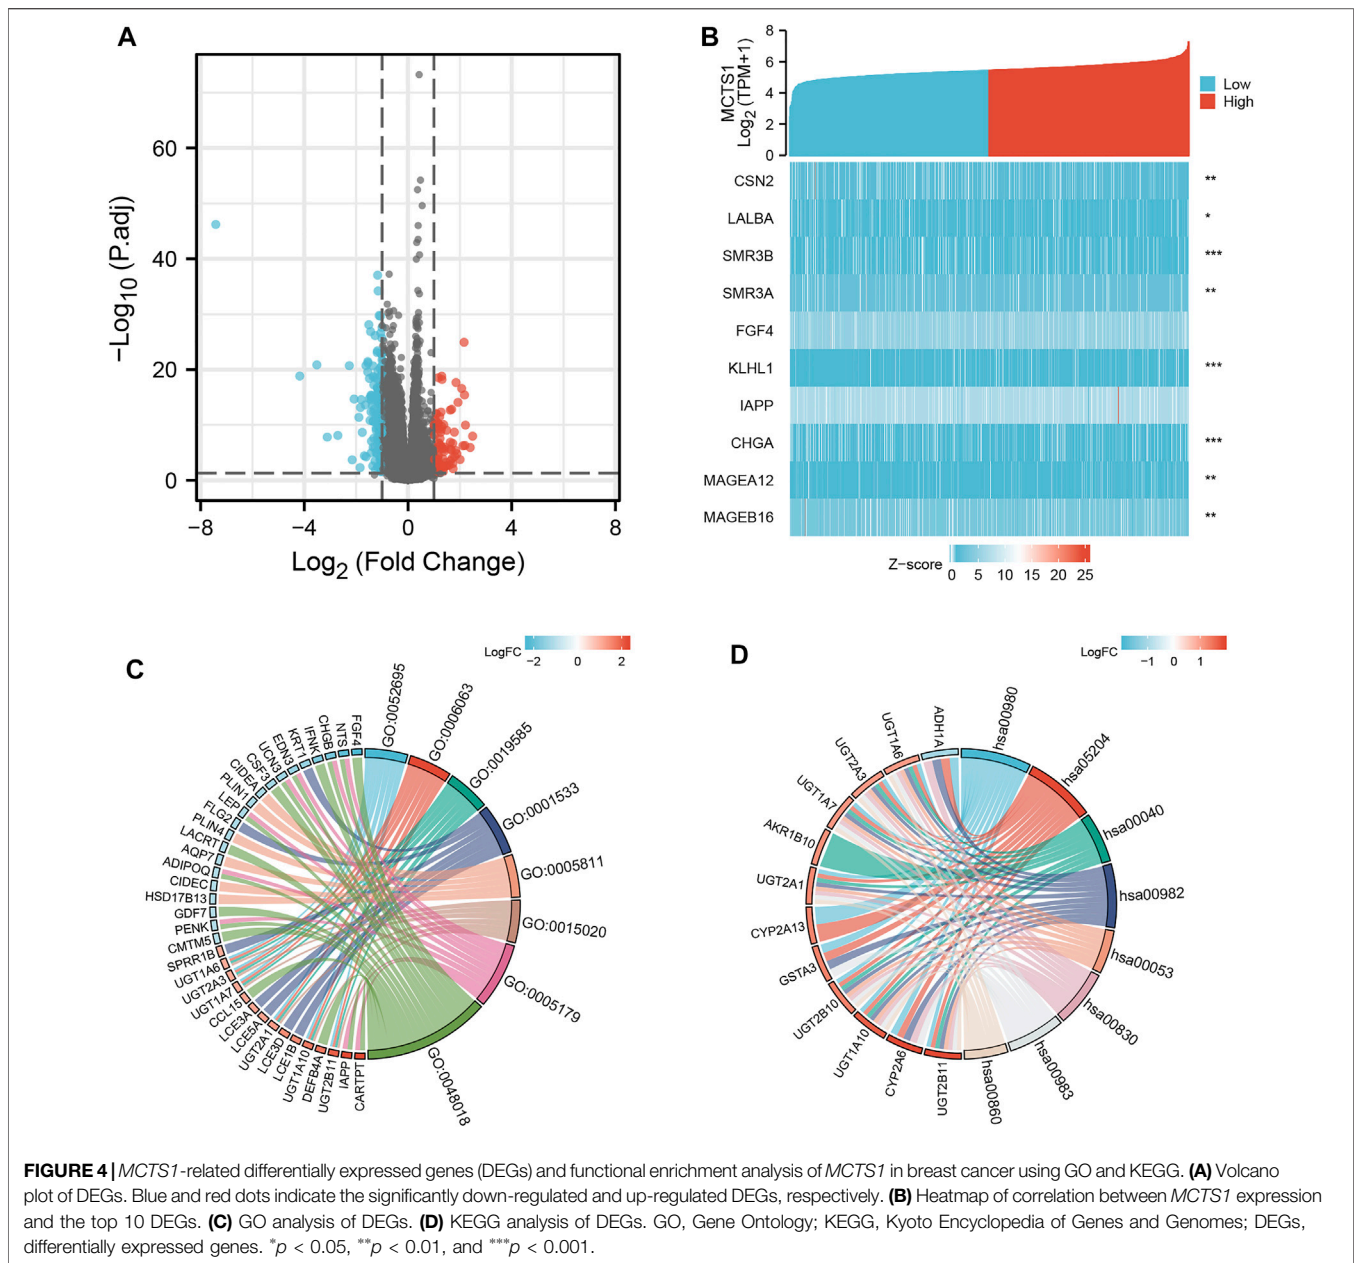 A
−Log10 (P.adj)
60
40
20
0
−8
−4
0
4
8
Log2 (Fold Change)
B
MCTS1
Log2 (TPM+1)
8
6
4
2
0
Low
High
CSN2 **
LALBA *
SMR3B ***
SMR3A **
FGF4
KLHL1 ***
IAPP
CHGA ***
MAGEA12 **
MAGEB16 **
Z−score
0 5 10 15 20 25
C
LogFC
−2 0 2
GO:0052695
GO:0006063
GO:0019585
GO:0001533
GO:0005811
GO:0015020
GO:0005179
GO:0048018
FGF4
NTS
CHGB
IFNK
KRT1
EDN3
UCN3
CSF3
CIDEA
PLIN1
LEP
FLG2
PLIN4
LACRT
AQP7
ADIPOQ
CIDEC
HSD17B13
GDF7
PENK
CMTM5
SPRR1B
UGT1A6
UGT2A3
UGT1A7
CCL15
LCE3A
LCE5A
UGT2A1
LCE3D
LCE1B
UGT1A10
DEFB4A
UGT2B11
IAPP
CARTPT
D
LogFC
−1 0 1
hsa00980
hsa05204
hsa00040
hsa00982
hsa00053
hsa00830
hsa00983
hsa00860
ADH1A
UGT1A6
UGT2A3
UGT1A7
AKR1B10
UGT2A1
CYP2A13
GSTA3
UGT2B10
UGT1A10
CYP2A6
UGT2B11
FIGURE 4 | MCTS1-related differentially expressed genes (DEGs) and functional enrichment analysis of MCTS1 in breast cancer using GO and KEGG. (A) Volcano
plot of DEGs. Blue and red dots indicate the significantly down-regulated and up-regulated DEGs, respectively. (B) Heatmap of correlation between MCTS1 expression
and the top 10 DEGs. (C) GO analysis of DEGs. (D) KEGG analysis of DEGs. GO, Gene Ontology; KEGG, Kyoto Encyclopedia of Genes and Genomes; DEGs,
differentially expressed genes. *p < 0.05, **p < 0.01, and ***p < 0.001.